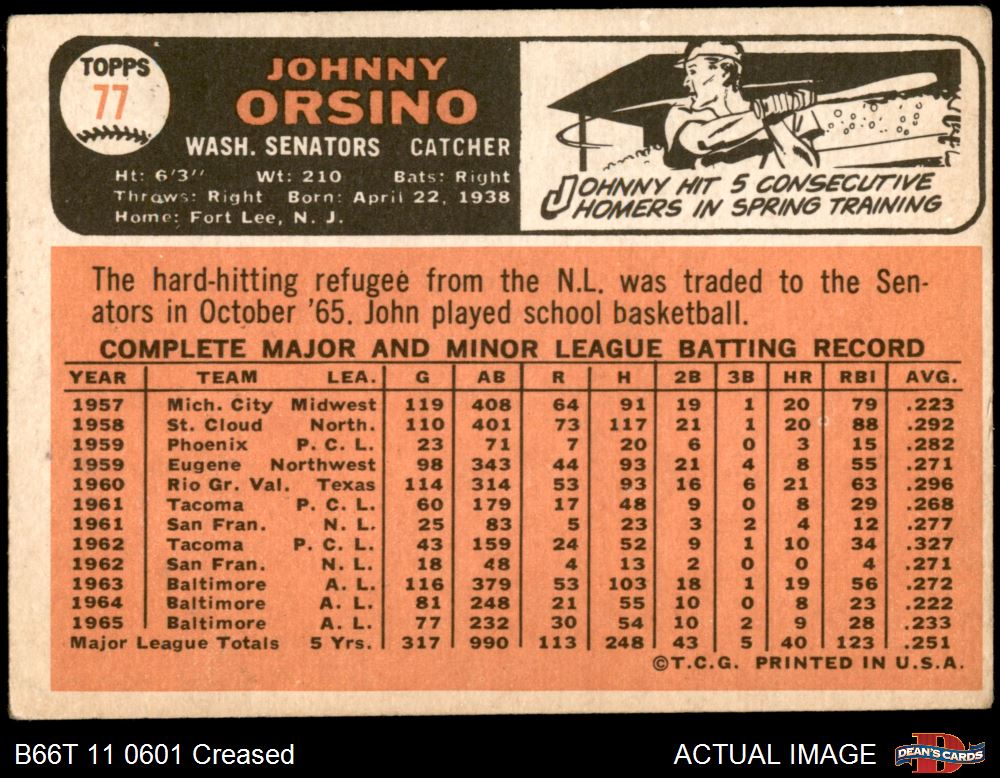 TOPPS
77
JOHNNY
ORSINO
WASH. SENATORS CATCHER
Ht: 6'3" Wt: 210 Bats: Right
Throws: Right Born: April 22, 1938
Home: Fort Lee, N. J.
JOHNNY HIT 5 CONSECUTIVE
HOMERS IN SPRING TRAINING
The hard-hitting refugee from the N.L. was traded to the Sen-
ators in October '65. John played school basketball.
COMPLETE MAJOR AND MINOR LEAGUE BATTING RECORD
YEAR TEAM LEA. G AB R H 2B 3B HR RBI AVG.
1957 Mich. City Midwest 119 408 64 91 19 1 20 79 .223
1958 St. Cloud North. 110 401 73 117 21 1 20 88 .292
1959 Phoenix P. C. L. 23 71 7 20 6 0 3 15 .282
1959 Eugene Northwest 98 343 44 93 21 4 8 55 .271
1960 Rio Gr. Val. Texas 114 314 53 93 16 6 21 63 .296
1961 Tacoma P. C. L. 60 179 17 48 9 0 8 29 .268
1961 San Fran. N. L. 25 83 5 23 3 2 4 12 .277
1962 Tacoma P. C. L. 43 159 24 52 9 1 10 34 .327
1962 San Fran. N. L. 18 48 4 13 2 0 0 4 .271
1963 Baltimore A. L. 116 379 53 103 18 1 19 56 .272
1964 Baltimore A. L. 81 248 21 55 10 0 8 23 .222
1965 Baltimore A. L. 77 232 30 54 10 2 9 28 .233
Major League Totals 5 Yrs. 317 990 113 248 43 5 40 123 .251
©T.C.G. PRINTED IN U.S.A.
B66T 11 0601 Creased
ACTUAL IMAGE
DEAN'S CARDS